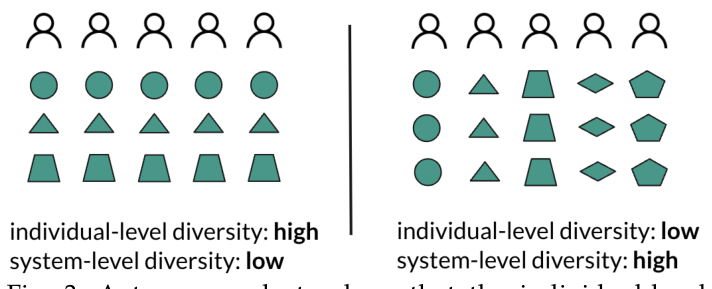 individual-level diversity: high
system-level diversity: low
individual-level diversity: low
system-level diversity: high